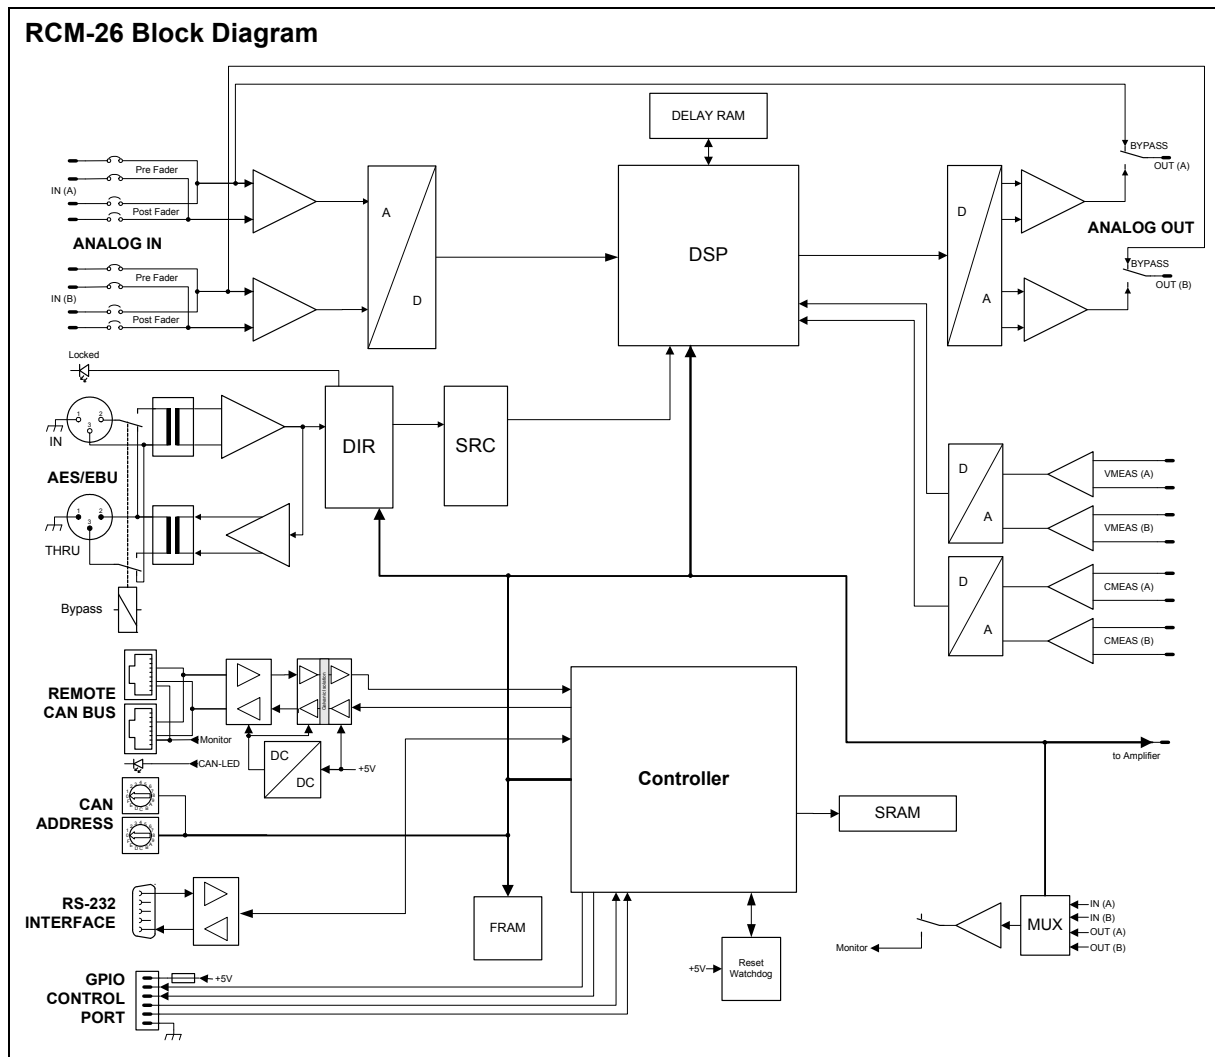 RCM-26 Block Diagram
DELAY RAM
BYPASS
OUT (A)
Pre Fader
IN (A)
Post Fader
ANALOG IN
A
D
DSP
D
A
ANALOG OUT
BYPASS
OUT (B)
Pre Fader
IN (B)
Post Fader
Locked
1
2
3
IN
DIR
SRC
AES/EBU
1
2
3
THRU
Bypass
D
A
VMEAS (A)
VMEAS (B)
D
A
CMEAS (A)
CMEAS (B)
REMOTE
CAN BUS
Galvanic Isolation
Monitor
CAN-LED
DC
DC
+5V
Controller
to Amplifier
CAN
ADDRESS
SRAM
RS-232
INTERFACE
FRAM
MUX
IN (A)
IN (B)
OUT (A)
OUT (B)
Monitor
+5V
Reset
Watchdog
GPIO
CONTROL
PORT
+5V